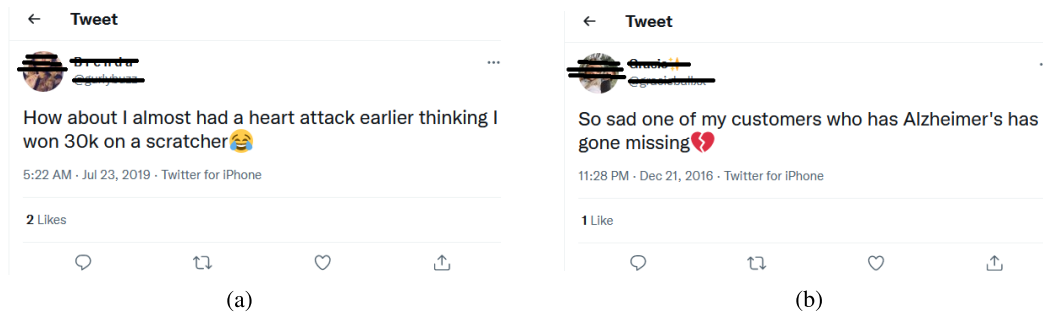 Tweet
How about I almost had a heart attack earlier thinking I
won 30k on a scratcher😂
5:22 AM · Jul 23, 2019 · Twitter for iPhone
2 Likes
(a)
Tweet
So sad one of my customers who has Alzheimer's has
gone missing💔
11:28 PM · Dec 21, 2016 · Twitter for iPhone
1 Like
(b)